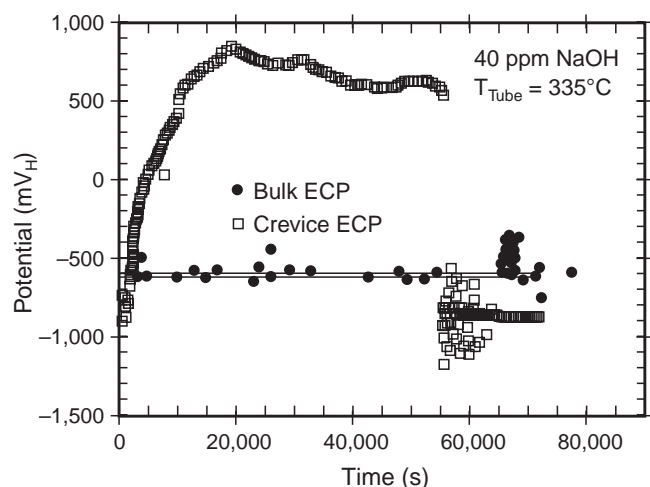 1,000
500
0
–500
–1,000
–1,500
Potential (mV_H)
40 ppm NaOH
T_Tube = 335°C
Bulk ECP
Crevice ECP
0 20,000 40,000 60,000 80,000
Time (s)